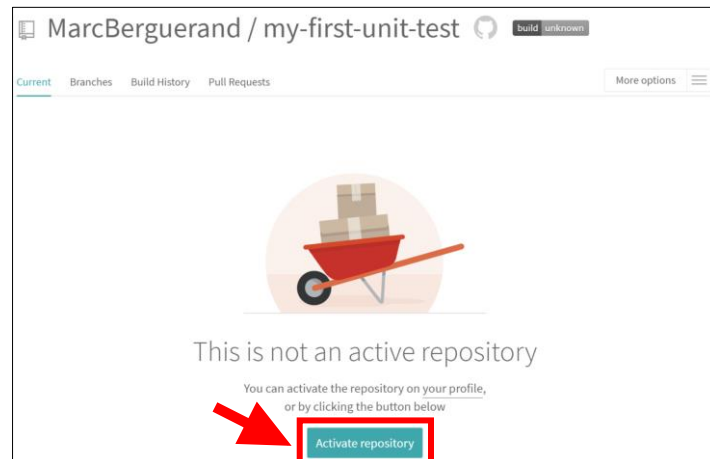 MarcBerguerand / my-first-unit-test build unknown
Current Branches Build History Pull Requests More options
This is not an active repository
You can activate the repository on your profile,
or by clicking the button below
Activate repository